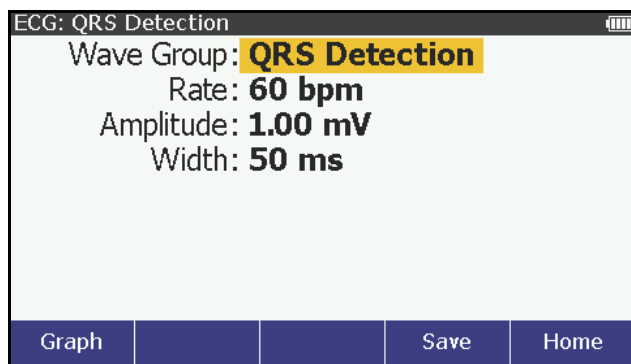 ECG: QRS Detection
Wave Group: QRS Detection
Rate: 60 bpm
Amplitude: 1.00 mV
Width: 50 ms
Graph Save Home